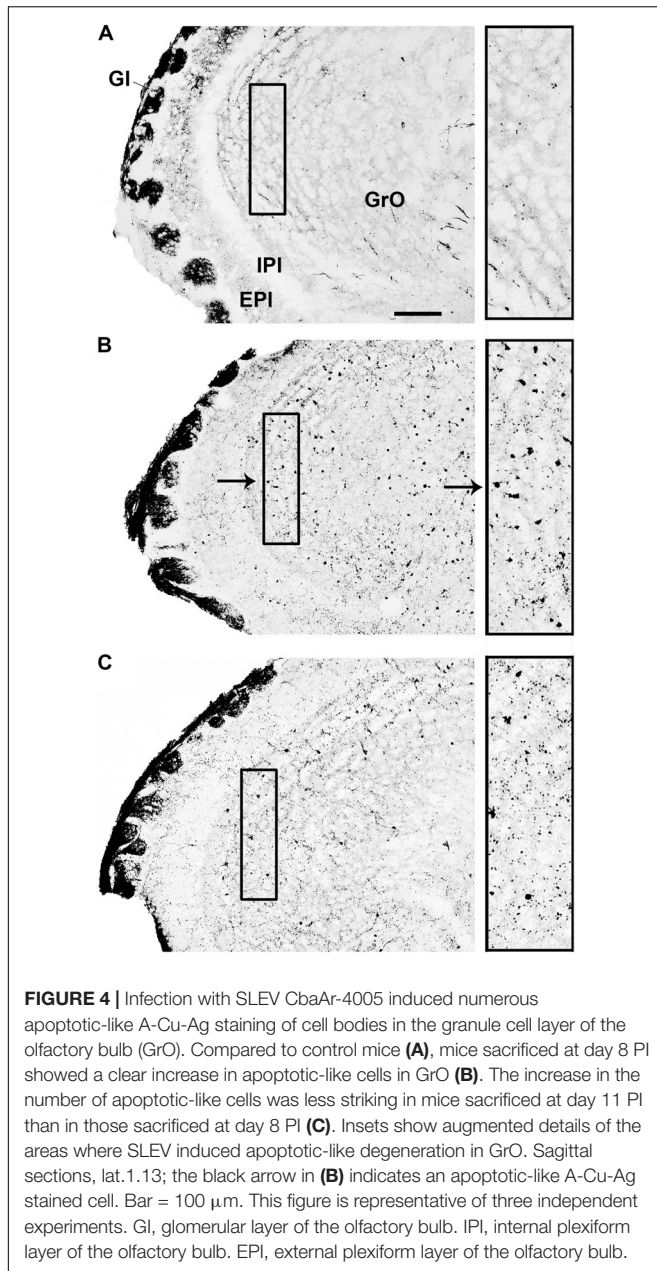 A
GI
GrO
IPI
EPI
B
C
FIGURE 4 | Infection with SLEV CbaAr-4005 induced numerous
apoptotic-like A-Cu-Ag staining of cell bodies in the granule cell layer of the
olfactory bulb (GrO). Compared to control mice (A), mice sacrificed at day 8 PI
showed a clear increase in apoptotic-like cells in GrO (B). The increase in the
number of apoptotic-like cells was less striking in mice sacrificed at day 11 PI
than in those sacrificed at day 8 PI (C). Insets show augmented details of the
areas where SLEV induced apoptotic-like degeneration in GrO. Sagittal
sections, lat.1.13; the black arrow in (B) indicates an apoptotic-like A-Cu-Ag
stained cell. Bar = 100 μm. This figure is representative of three independent
experiments. GI, glomerular layer of the olfactory bulb. IPI, internal plexiform
layer of the olfactory bulb. EPI, external plexiform layer of the olfactory bulb.